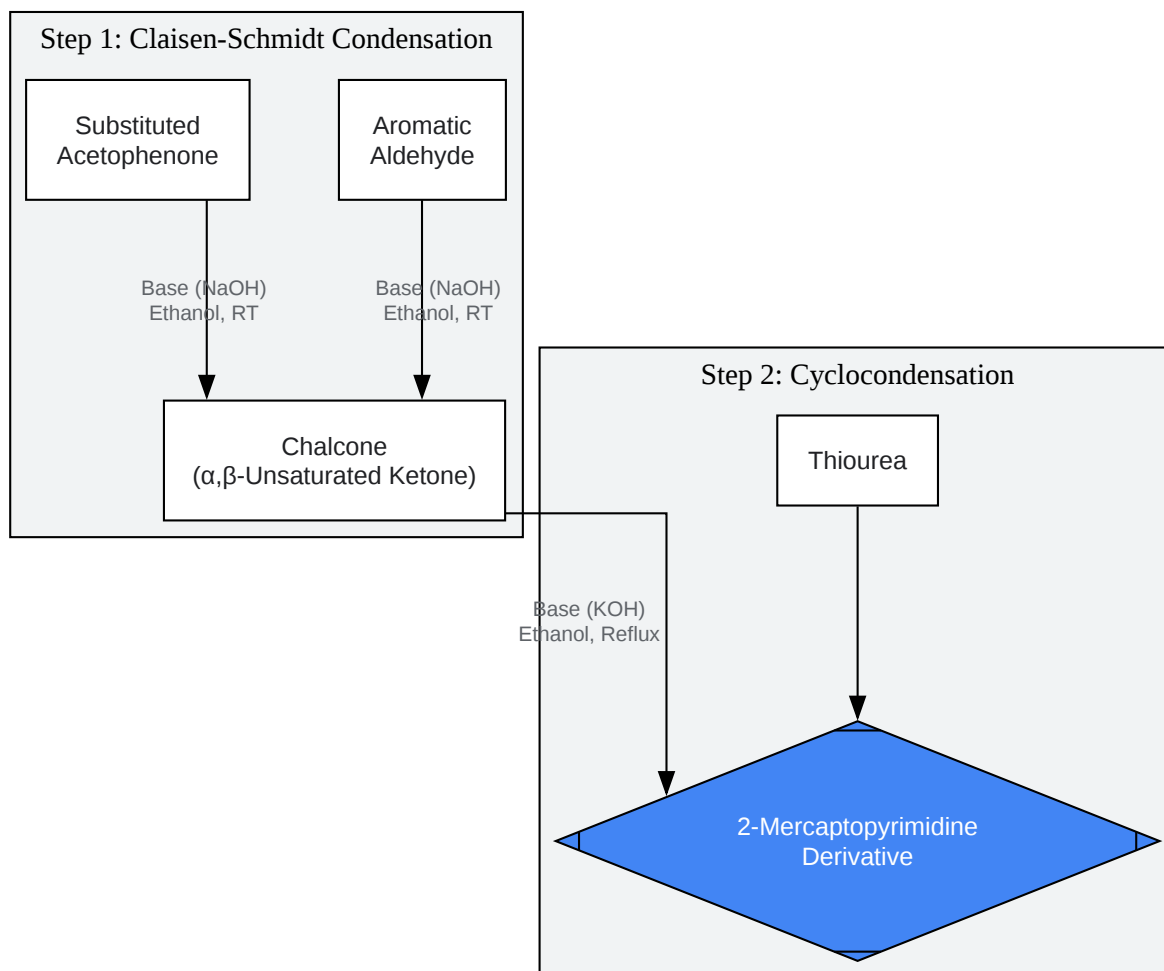 Step 1: Claisen-Schmidt Condensation
Substituted
Acetophenone
Aromatic
Aldehyde
Base (NaOH)
Ethanol, RT
Base (NaOH)
Ethanol, RT
Chalcone
(α,β-Unsaturated Ketone)
Step 2: Cyclocondensation
Thiourea
Base (KOH)
Ethanol, Reflux
2-Mercaptopyrimidine
Derivative